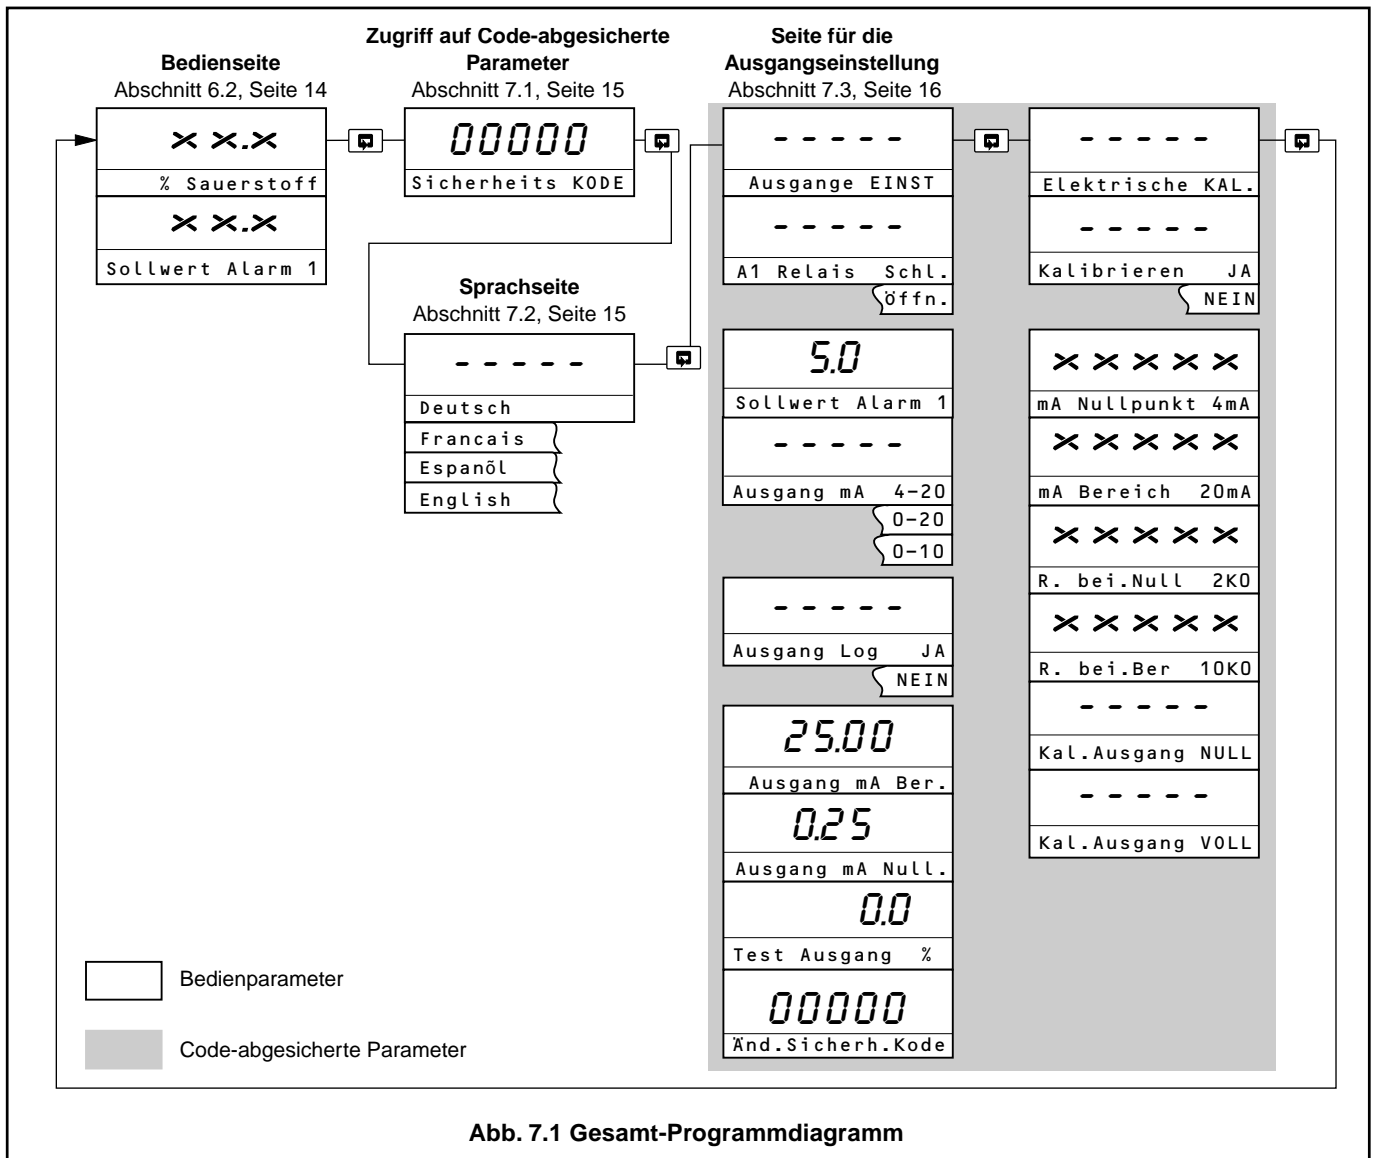 Bedienseite
Abschnitt 6.2, Seite 14
××.×
% Sauerstoff
××.×
Sollwert Alarm 1
Zugriff auf Code-abgesicherte
Parameter
Abschnitt 7.1, Seite 15
00000
Sicherheits KODE
Sprachseite
Abschnitt 7.2, Seite 15
-----
Deutsch
Francais
Espanõl
English
Seite für die
Ausgangseinstellung
Abschnitt 7.3, Seite 16
-----
Ausgange EINST
-----
A1 Relais Schl.
Öffn.
5.0
Sollwert Alarm 1
-----
Ausgang mA 4-20
0-20
0-10
-----
Ausgang Log JA
NEIN
25.00
Ausgang mA Ber.
0.25
Ausgang mA Null.
0.0
Test Ausgang %
00000
Änd.Sicherh.Kode
-----
Elektrische KAL.
-----
Kalibrieren JA
NEIN
×××××
mA Nullpunkt 4mA
×××××
mA Bereich 20mA
×××××
R. bei.Null 2KO
×××××
R. bei.Ber 10KO
-----
Kal.Ausgang NULL
-----
Kal.Ausgang VOLL
Bedienparameter
Code-abgesicherte Parameter
Abb. 7.1 Gesamt-Programmdiagramm